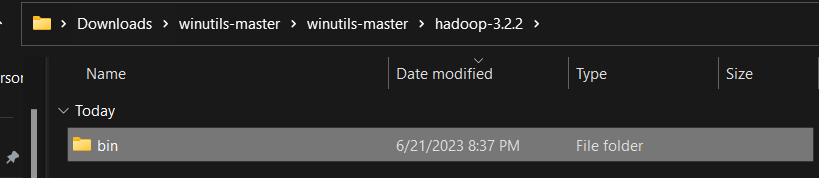 Downloads > winutils-master > winutils-master > hadoop-3.2.2 >
Name Date modified Type Size
Today
bin 6/21/2023 8:37 PM File folder